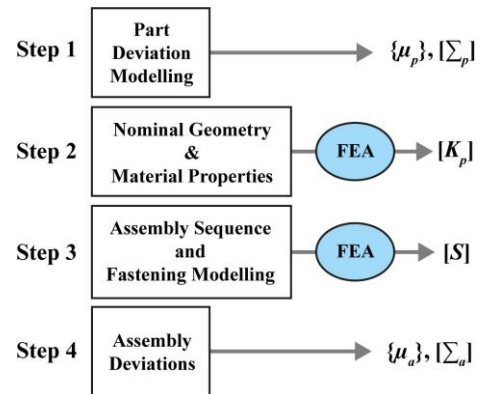 Step 1
Part
Deviation
Modelling
{μₚ}, [∑ₚ]
Step 2
Nominal Geometry
&
Material Properties
FEA
[Kₚ]
Step 3
Assembly Sequence
and
Fastening Modelling
FEA
[S]
Step 4
Assembly
Deviations
{μₐ}, [∑ₐ]